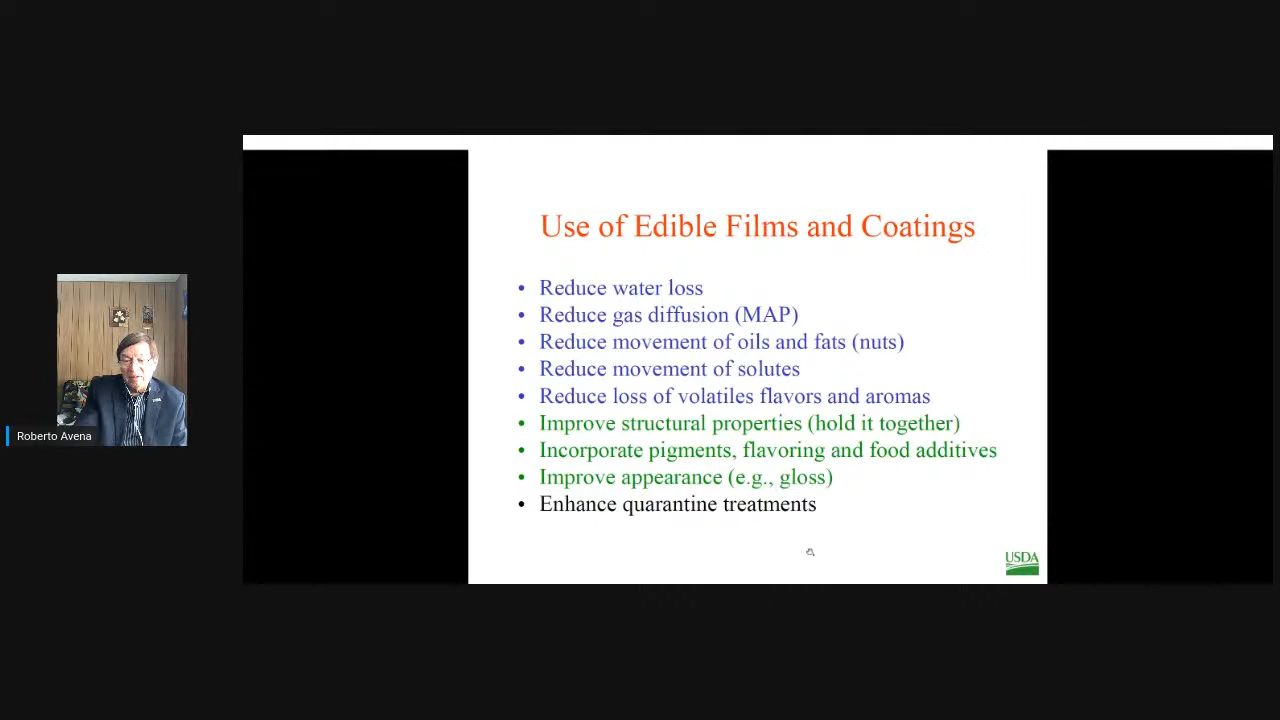 Use of Edible Films and Coatings
• Reduce water loss
• Reduce gas diffusion (MAP)
• Reduce movement of oils and fats (nuts)
• Reduce movement of solutes
• Reduce loss of volatiles flavors and aromas
• Improve structural properties (hold it together)
• Incorporate pigments, flavoring and food additives
• Improve appearance (e.g., gloss)
• Enhance quarantine treatments
USDA
Roberto Avena